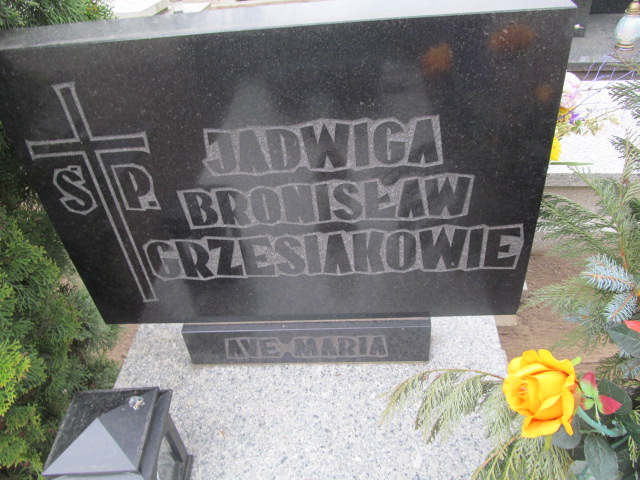 Ś.P.
JADWIGA
BRONISŁAW
GRZESIAKOWIE
AVE MARIA